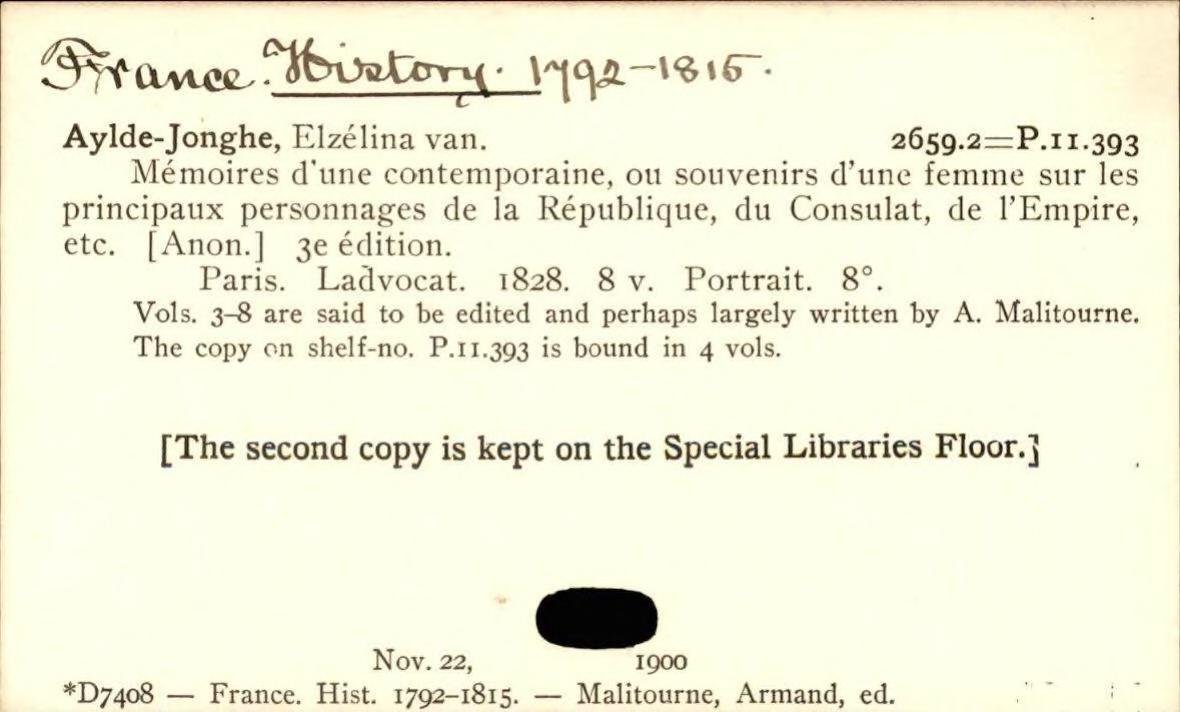 France. History. 1792-1815.
Aylde-Jonghe, Elzélina van. 2659.2=P.11.393
Mémoires d'une contemporaine, ou souvenirs d'une femme sur les
principaux personnages de la République, du Consulat, de l'Empire,
etc. [Anon.] 3e édition.
Paris. Ladvocat. 1828. 8 v. Portrait. 8°.
Vols. 3–8 are said to be edited and perhaps largely written by A. Malitourne.
The copy on shelf-no. P.11.393 is bound in 4 vols.
[The second copy is kept on the Special Libraries Floor.]
Nov. 22, 1900
*D7408 — France. Hist. 1792–1815. — Malitourne, Armand, ed.